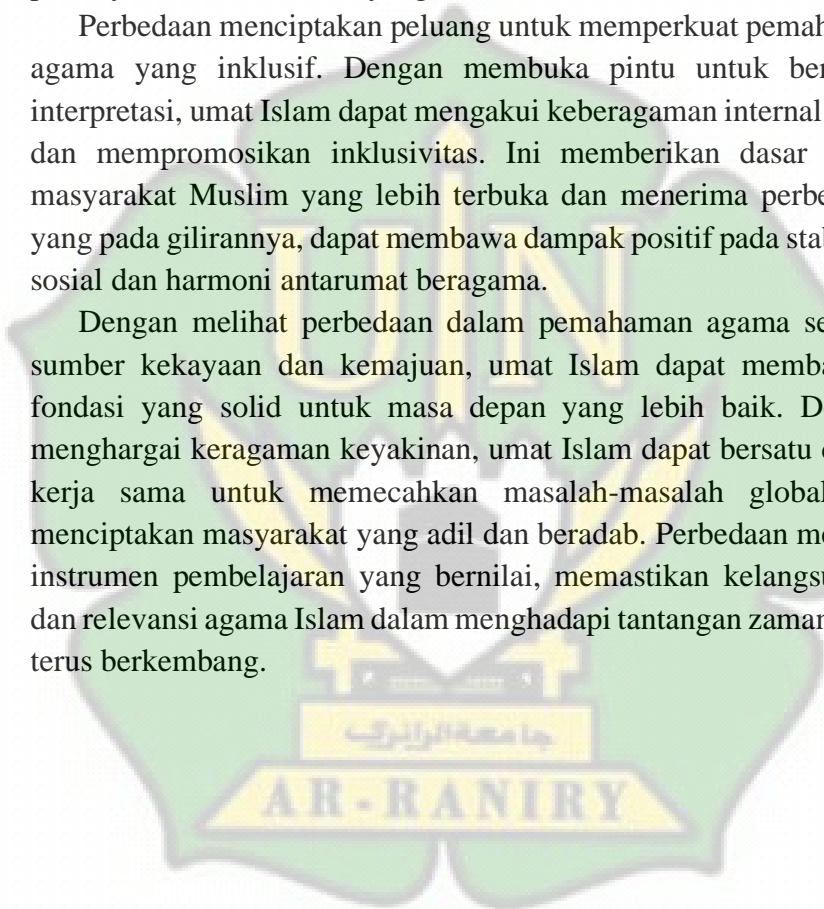 Perbedaan menciptakan peluang untuk memperkuat pemah
agama yang inklusif. Dengan membuka pintu untuk ber
interpretasi, umat Islam dapat mengakui keberagaman internal
dan mempromosikan inklusivitas. Ini memberikan dasar
masyarakat Muslim yang lebih terbuka dan menerima perbe
yang pada gilirannya, dapat membawa dampak positif pada stab
sosial dan harmoni antarumat beragama.
Dengan melihat perbedaan dalam pemahaman agama se
sumber kekayaan dan kemajuan, umat Islam dapat memba
fondasi yang solid untuk masa depan yang lebih baik. D
menghargai keragaman keyakinan, umat Islam dapat bersatu
kerja sama untuk memecahkan masalah-masalah global
menciptakan masyarakat yang adil dan beradab. Perbedaan me
instrumen pembelajaran yang bernilai, memastikan kelangsu
dan relevansi agama Islam dalam menghadapi tantangan zaman
terus berkembang.
UIN
جامعة الرانري
AR-RANIRY